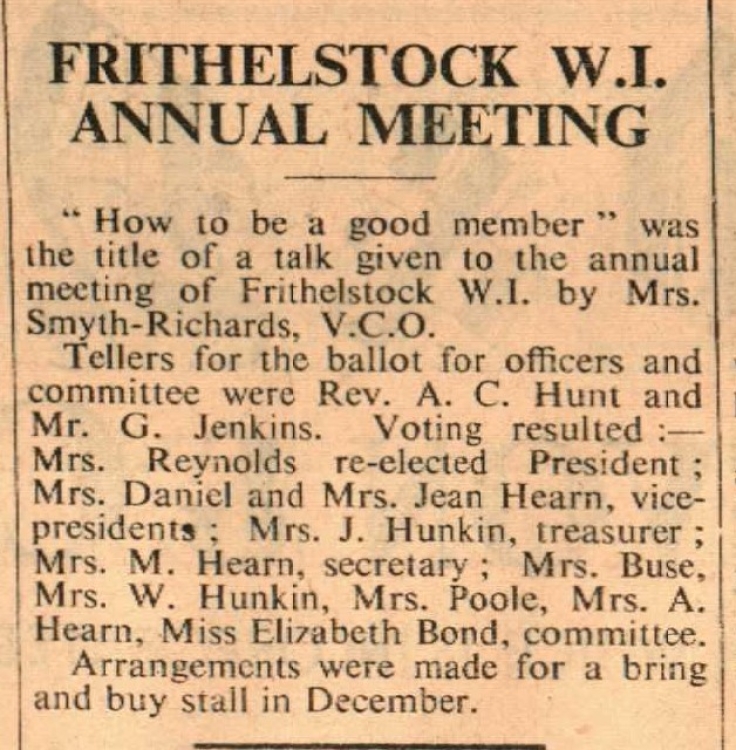 FRITHELSTOCK W.I.
ANNUAL MEETING
“ How to be a good member ” was
the title of a talk given to the annual
meeting of Frithelstock W.I. by Mrs.
Smyth-Richards, V.C.O.
Tellers for the ballot for officers and
committee were Rev. A. C. Hunt and
Mr. G. Jenkins. Voting resulted :—
Mrs. Reynolds re-elected President ;
Mrs. Daniel and Mrs. Jean Hearn, vice-
presidents ; Mrs. J. Hunkin, treasurer ;
Mrs. M. Hearn, secretary ; Mrs. Buse,
Mrs. W. Hunkin, Mrs. Poole, Mrs. A.
Hearn, Miss Elizabeth Bond, committee.
Arrangements were made for a bring
and buy stall in December.